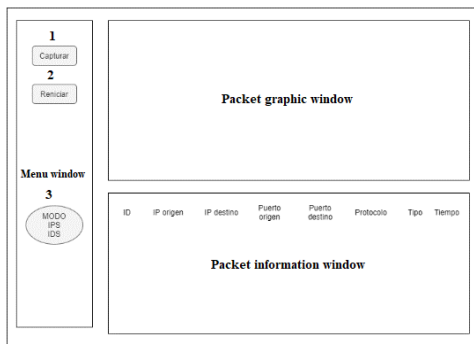 1
Capturar
2
Reniciar
Menu window
3
MODO
IPS
IDS
Packet graphic window
ID IP origen IP destino Puerto origen Puerto destino Protocolo Tipo Tiempo
Packet information window